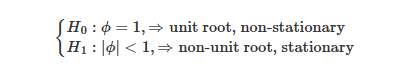 H₀ : ϕ = 1, ⇒ unit root, non-stationary
H₁ : |ϕ| < 1, ⇒ non-unit root, stationary